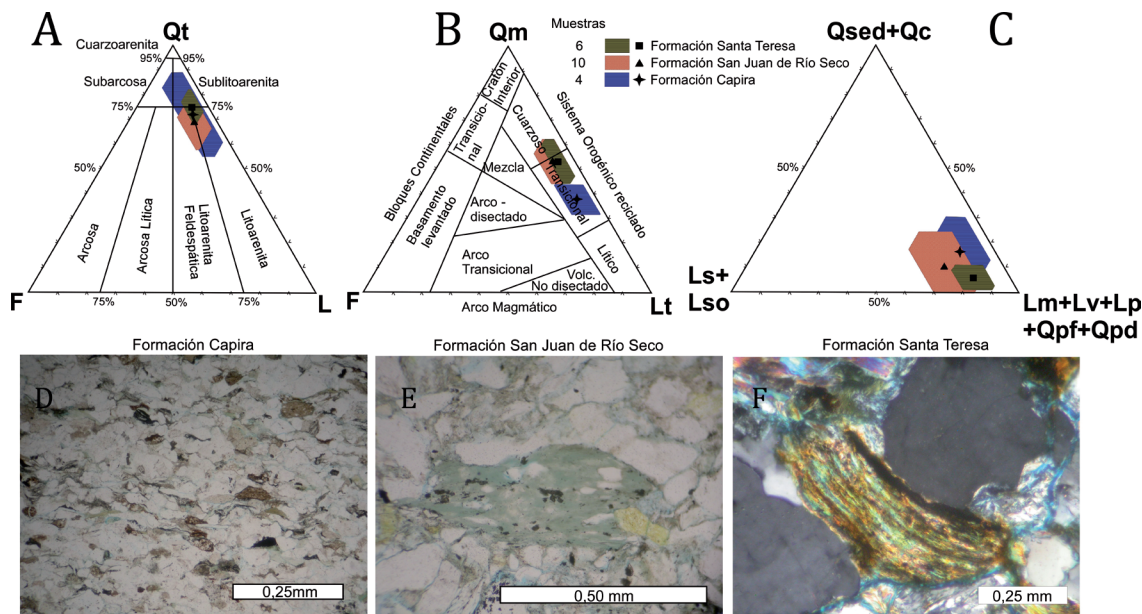 A
Qt
Cuarzoarenita
95%
95%
Subarcosa
Sublitoarenita
75%
75%
50%
50%
Arcosa
Arcosa Lítica
Litoarenita
Feldespática
Litoarenita
F
75%
50%
75%
L
B
Qm
Muestras
6
Formación Santa Teresa
10
Formación San Juan de Río Seco
4
Formación Capira
Bloques Continentales
Cratón
Interior
Transicio-
nal
Basamento
levantado
Mezcla
Cuarzoso
Transicional
Lítico
Sistema Orogénico reciclado
Arco -
disectado
Arco
Transicional
Volc.
No disectado
F
Arco Magmático
Lt
C
Qsed+Qc
50%
50%
Ls+
Lso
50%
Lm+Lv+Lp
+Qpf+Qpd
Formación Capira
Formación San Juan de Río Seco
Formación Santa Teresa
D
0,25mm
E
0,50 mm
F
0,25 mm